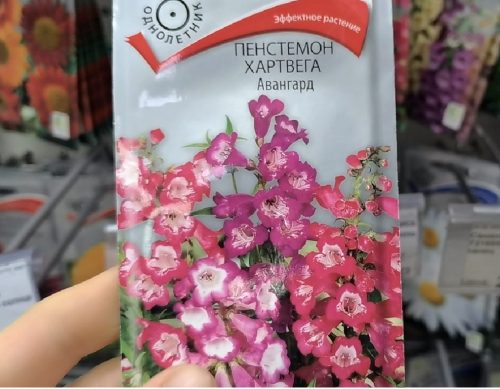 ОДНОЛЕТНИК
Эффектное растение
ПЕНСТЕМОН
ХАРТВЕГА
Авангард